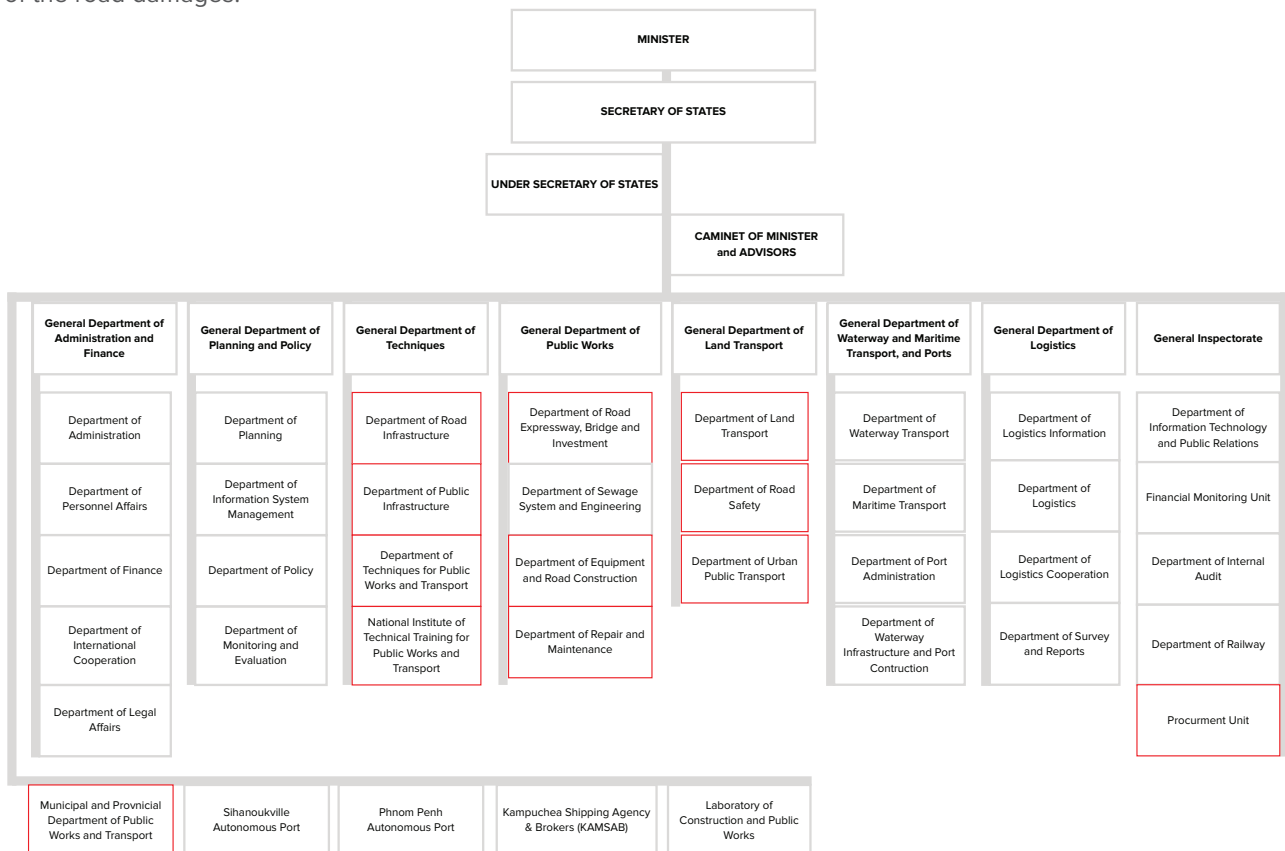 of the road damages.
MINISTER
SECRETARY OF STATES
UNDER SECRETARY OF STATES
CAMINET OF MINISTER
and ADVISORS
General Department of
Administration and
Finance
General Department of
Planning and Policy
General Department of
Techniques
General Department of
Public Works
General Department of
Land Transport
General Department of
Waterway and Maritime
Transport, and Ports
General Department of
Logistics
General Inspectorate
Department of
Administration
Department of
Planning
Department of Road
Infrastructure
Department of Road
Expressway, Bridge and
Investment
Department of Land
Transport
Department of
Waterway Transport
Department of
Logistics Information
Department of
Information Technology
and Public Relations
Department of
Personnel Affairs
Department of
Information System
Management
Department of Public
Infrastructure
Department of Sewage
System and Engineering
Department of Road
Safety
Department of
Maritime Transport
Department of
Logistics
Financial Monitoring Unit
Department of Finance
Department of Policy
Department of
Techniques for Public
Works and Transport
Department of Equipment
and Road Construction
Department of Urban
Public Transport
Department of Port
Administration
Department of
Logistics Cooperation
Department of Internal
Audit
Department of
International
Cooperation
Department of
Monitoring and
Evaluation
National Institute of
Technical Training for
Public Works and
Transport
Department of Repair and
Maintenance
Department of
Waterway
Infrastructure and Port
Contruction
Department of Survey
and Reports
Department of Railway
Department of Legal
Affairs
Procurment Unit
Municipal and Provnicial
Department of Public
Works and Transport
Sihanoukville
Autonomous Port
Phnom Penh
Autonomous Port
Kampuchea Shipping Agency
& Brokers (KAMSAB)
Laboratory of
Construction and Public
Works